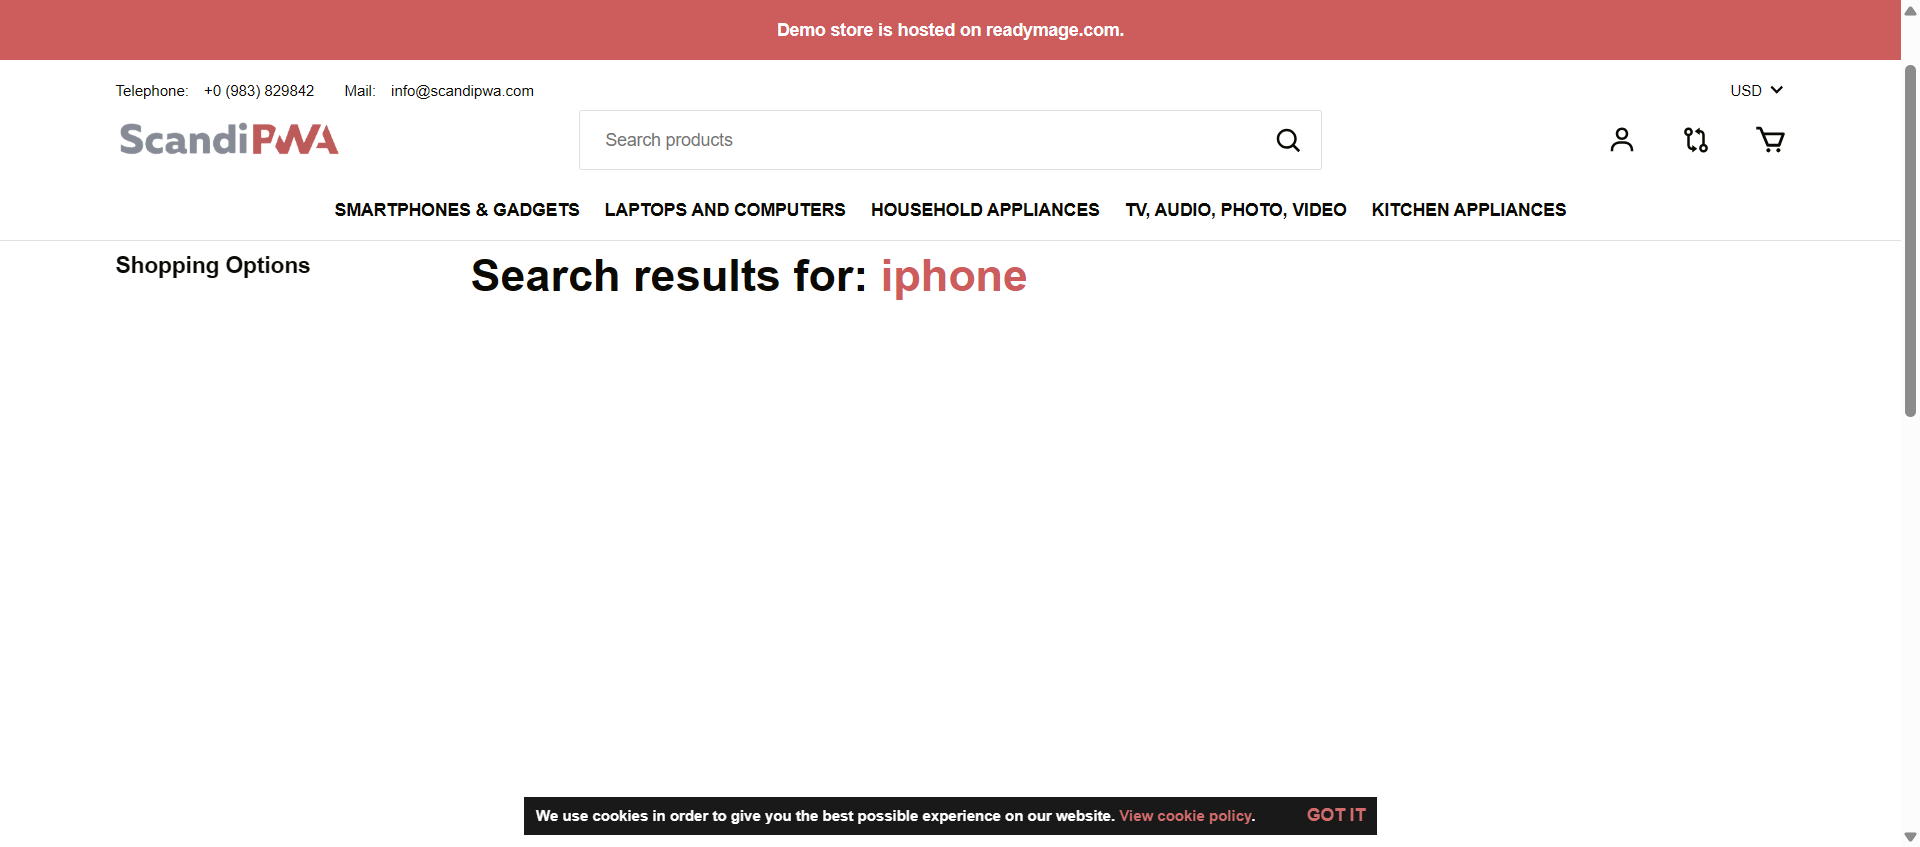 Demo store is hosted on readymage.com.
Telephone: +0 (983) 829842 Mail: info@scandipwa.com USD
ScandiPWA
Search products
SMARTPHONES & GADGETS LAPTOPS AND COMPUTERS HOUSEHOLD APPLIANCES TV, AUDIO, PHOTO, VIDEO KITCHEN APPLIANCES
Shopping Options
Search results for: iphone
We use cookies in order to give you the best possible experience on our website. View cookie policy. GOT IT